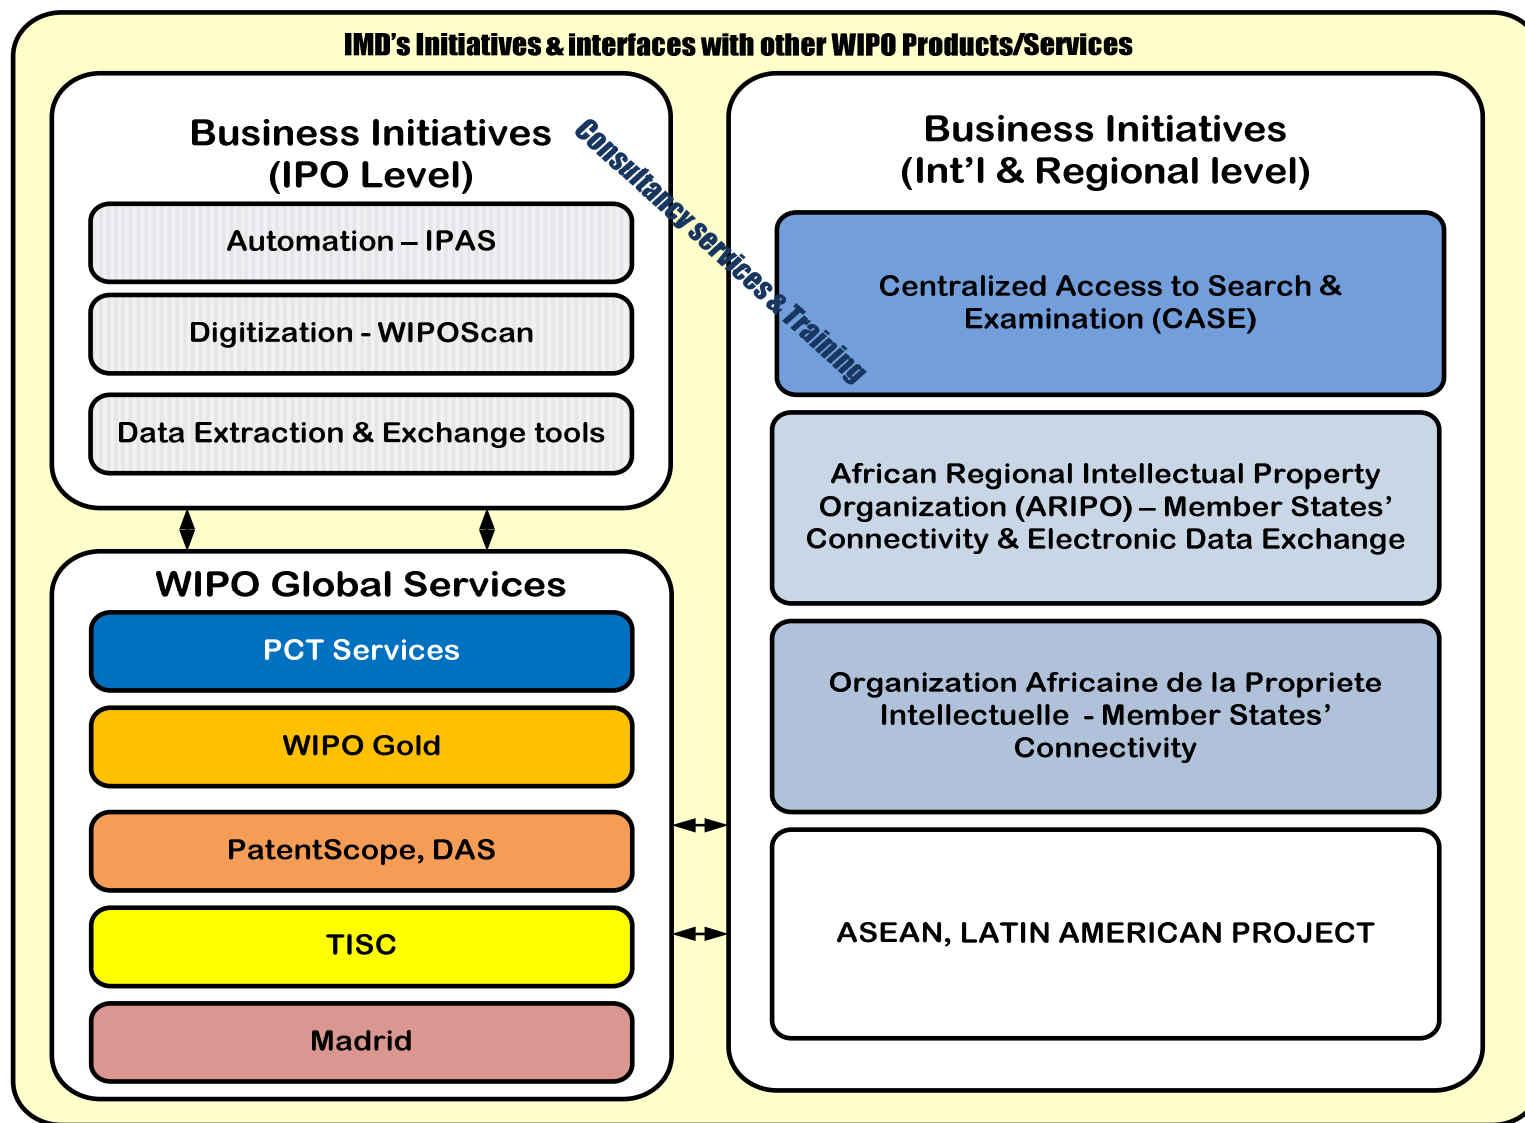 IMD's Initiatives & interfaces with other WIPO Products/Services
Business Initiatives
(IPO Level)
Automation – IPAS
Digitization - WIPOScan
Data Extraction & Exchange tools
Consultancy services & Training
WIPO Global Services
PCT Services
WIPO Gold
PatentScope, DAS
TISC
Madrid
Business Initiatives
(Int'l & Regional level)
Centralized Access to Search &
Examination (CASE)
African Regional Intellectual Property
Organization (ARIPO) – Member States'
Connectivity & Electronic Data Exchange
Organization Africaine de la Propriete
Intellectuelle - Member States'
Connectivity
ASEAN, LATIN AMERICAN PROJECT